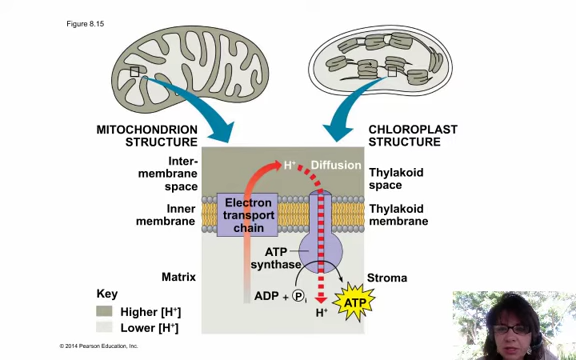 Figure 8.15
MITOCHONDRION
STRUCTURE
CHLOROPLAST
STRUCTURE
Inter-
membrane
space
H+
Diffusion
Thylakoid
space
Inner
membrane
Electron
transport
chain
Thylakoid
membrane
ATP
synthase
Matrix
Stroma
Key
Higher [H+]
Lower [H+]
ADP + Pi
ATP
H+
© 2014 Pearson Education, Inc.